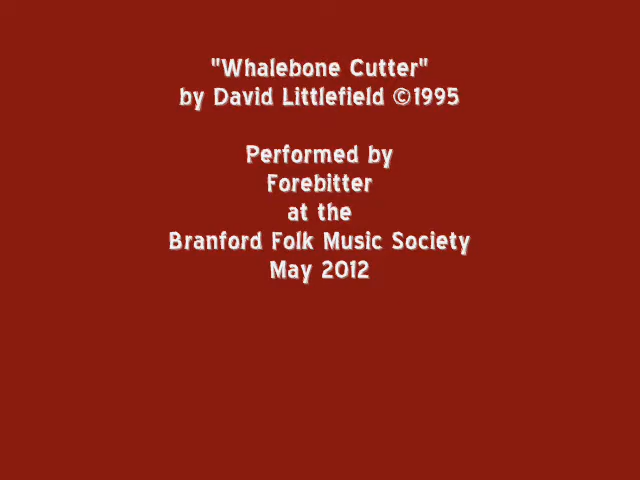 "Whalebone Cutter"
by David Littlefield ©1995
Performed by
Forebitter
at the
Branford Folk Music Society
May 2012